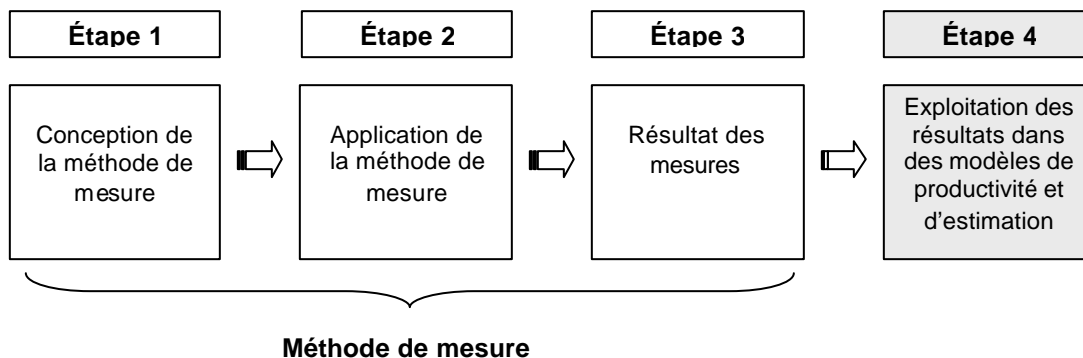 Étape 1
Étape 2
Étape 3
Étape 4
Conception de
la méthode de
mesure
Application de
la méthode de
mesure
Résultat des
mesures
Exploitation des
résultats dans
des modèles de
productivité et
d'estimation
Méthode de mesure